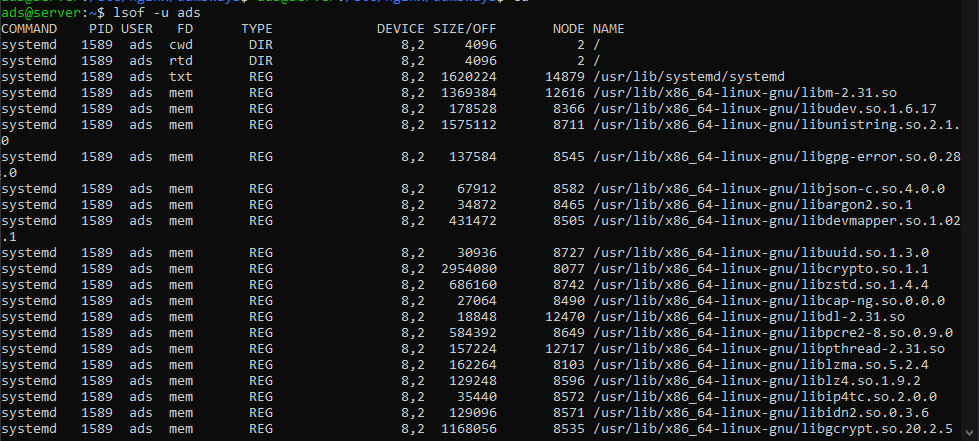 ads@server:~$ lsof -u ads
COMMAND PID USER FD TYPE DEVICE SIZE/OFF NODE NAME
systemd 1589 ads cwd DIR 8,2 4096 2 /
systemd 1589 ads rtd DIR 8,2 4096 2 /
systemd 1589 ads txt REG 8,2 1620224 14879 /usr/lib/systemd/systemd
systemd 1589 ads mem REG 8,2 1369384 12616 /usr/lib/x86_64-linux-gnu/libm-2.31.so
systemd 1589 ads mem REG 8,2 178528 8366 /usr/lib/x86_64-linux-gnu/libudev.so.1.6.17
systemd 1589 ads mem REG 8,2 1575112 8711 /usr/lib/x86_64-linux-gnu/libunistring.so.2.1.
0
systemd 1589 ads mem REG 8,2 137584 8545 /usr/lib/x86_64-linux-gnu/libgpg-error.so.0.28
.0
systemd 1589 ads mem REG 8,2 67912 8582 /usr/lib/x86_64-linux-gnu/libjson-c.so.4.0.0
systemd 1589 ads mem REG 8,2 34872 8465 /usr/lib/x86_64-linux-gnu/libargon2.so.1
systemd 1589 ads mem REG 8,2 431472 8505 /usr/lib/x86_64-linux-gnu/libdevmapper.so.1.02
.1
systemd 1589 ads mem REG 8,2 30936 8727 /usr/lib/x86_64-linux-gnu/libuuid.so.1.3.0
systemd 1589 ads mem REG 8,2 2954080 8077 /usr/lib/x86_64-linux-gnu/libcrypto.so.1.1
systemd 1589 ads mem REG 8,2 686160 8742 /usr/lib/x86_64-linux-gnu/libzstd.so.1.4.4
systemd 1589 ads mem REG 8,2 27064 8490 /usr/lib/x86_64-linux-gnu/libcap-ng.so.0.0.0
systemd 1589 ads mem REG 8,2 18848 12470 /usr/lib/x86_64-linux-gnu/libdl-2.31.so
systemd 1589 ads mem REG 8,2 584392 8649 /usr/lib/x86_64-linux-gnu/libpcre2-8.so.0.9.0
systemd 1589 ads mem REG 8,2 157224 12717 /usr/lib/x86_64-linux-gnu/libpthread-2.31.so
systemd 1589 ads mem REG 8,2 162264 8103 /usr/lib/x86_64-linux-gnu/liblzma.so.5.2.4
systemd 1589 ads mem REG 8,2 129248 8596 /usr/lib/x86_64-linux-gnu/liblz4.so.1.9.2
systemd 1589 ads mem REG 8,2 35440 8572 /usr/lib/x86_64-linux-gnu/libip4tc.so.2.0.0
systemd 1589 ads mem REG 8,2 129096 8571 /usr/lib/x86_64-linux-gnu/libidn2.so.0.3.6
systemd 1589 ads mem REG 8,2 1168056 8535 /usr/lib/x86_64-linux-gnu/libgcrypt.so.20.2.5